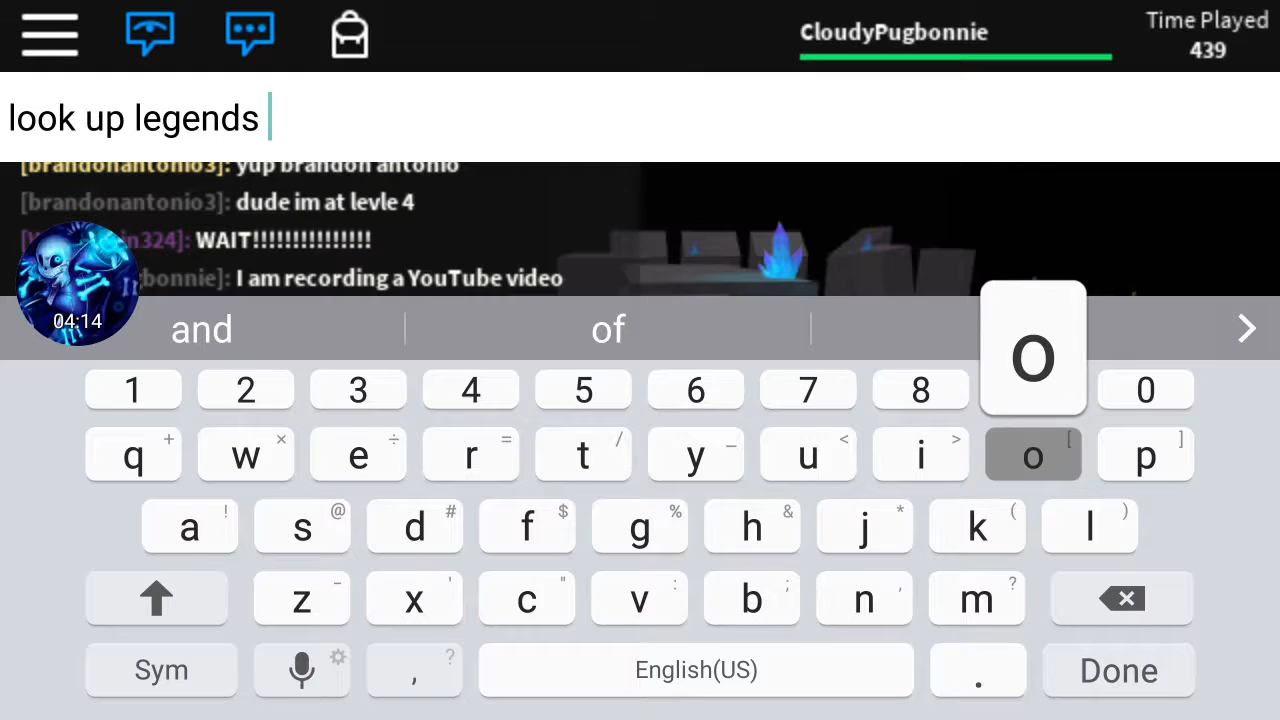 CloudyPugbonnie
Time Played
439
look up legends
[brandonantonio3]: yup brandon antonio
[brandonantonio3]: dude im at levle 4
n324]: WAIT!!!!!!!!!!!!!!!
gbonnie]: I am recording a YouTube video
04:14
and of
o
1 2 3 4 5 6 7 8 0
q + w × e ÷ r = t / y _ u < i > o [ p ]
a ! s @ d # f $ g % h & j * k ( l )
z - x ' c " v : b ; n , m ?
Sym , ? English(US) . Done